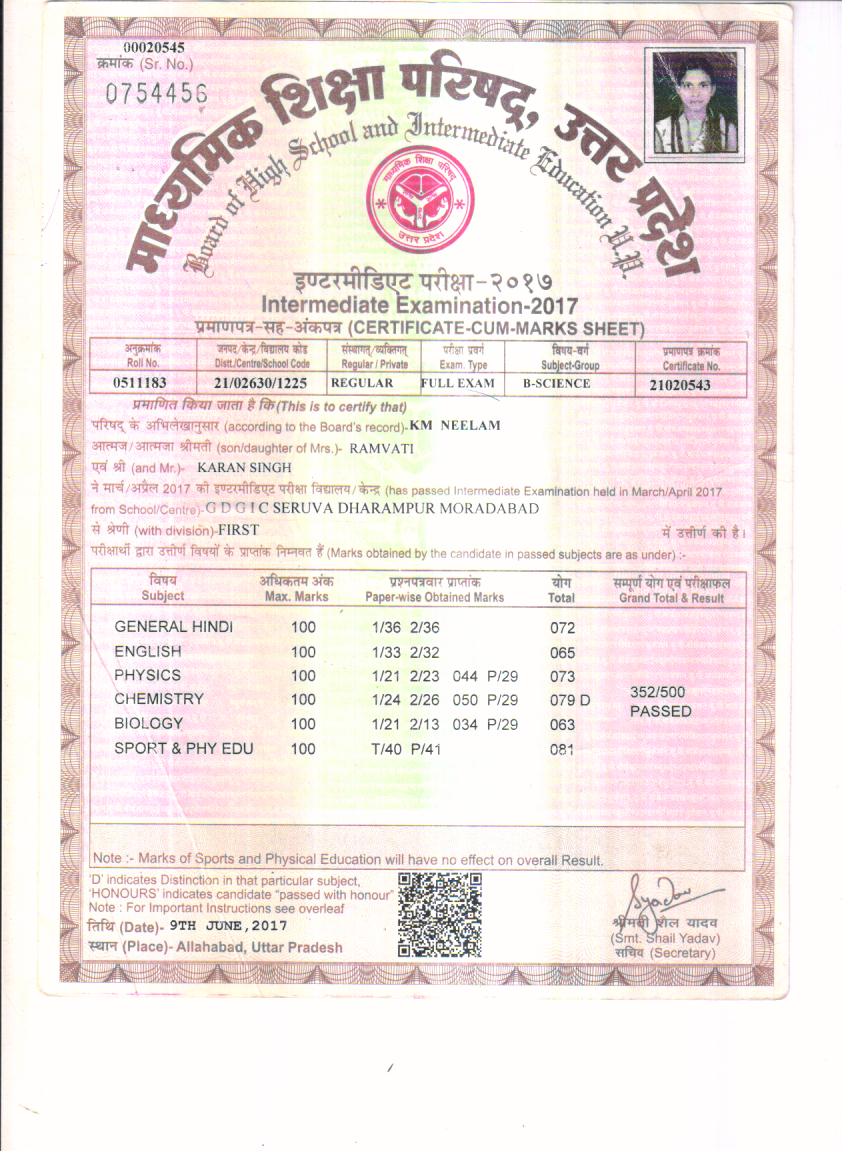 00020545
क्रमांक (Sr. No.)
0754456
माध्यमिक शिक्षा परिषद्, उत्तर प्रदेश
Board of High School and Intermediate Education U.P.
माध्यमिक शिक्षा परिषद्
उत्तर प्रदेश
इण्टरमीडिएट परीक्षा-२०१७
Intermediate Examination-2017
प्रमाणपत्र-सह-अंकपत्र (CERTIFICATE-CUM-MARKS SHEET)
अनुक्रमांक जनपद/केन्द्र/विद्यालय कोड संस्थागत/व्यक्तिगत परीक्षा प्रवर्ग विषय-वर्ग प्रमाणपत्र क्रमांक
Roll No. Distt./Centre/School Code Regular / Private Exam. Type Subject-Group Certificate No.
0511183 21/02630/1225 REGULAR FULL EXAM B-SCIENCE 21020543
प्रमाणित किया जाता है कि (This is to certify that)
परिषद् के अभिलेखानुसार (according to the Board's record)- KM NEELAM
आत्मज/आत्मजा श्रीमती (son/daughter of Mrs.)- RAMVATI
एवं श्री (and Mr.)- KARAN SINGH
ने मार्च/अप्रैल 2017 की इण्टरमीडिएट परीक्षा विद्यालय/केन्द्र (has passed Intermediate Examination held in March/April 2017
from School/Centre)- G D G I C SERUVA DHARAMPUR MORADABAD
से श्रेणी (with division)-FIRST में उत्तीर्ण की है।
परीक्षार्थी द्वारा उत्तीर्ण विषयों के प्राप्तांक निम्नवत हैं (Marks obtained by the candidate in passed subjects are as under) :-
विषय अधिकतम अंक प्रश्नपत्रवार प्राप्तांक योग सम्पूर्ण योग एवं परीक्षाफल
Subject Max. Marks Paper-wise Obtained Marks Total Grand Total & Result
GENERAL HINDI 100 1/36 2/36 072
ENGLISH 100 1/33 2/32 065
PHYSICS 100 1/21 2/23 044 P/29 073
CHEMISTRY 100 1/24 2/26 050 P/29 079 D 352/500
PASSED
BIOLOGY 100 1/21 2/13 034 P/29 063
SPORT & PHY EDU 100 T/40 P/41 081
Note :- Marks of Sports and Physical Education will have no effect on overall Result.
'D' indicates Distinction in that particular subject,
'HONOURS' indicates candidate "passed with honour"
Note : For Important Instructions see overleaf
तिथि (Date)- 9TH JUNE,2017
स्थान (Place)- Allahabad, Uttar Pradesh
श्रीमती शैल यादव
(Smt. Shail Yadav)
सचिव (Secretary)